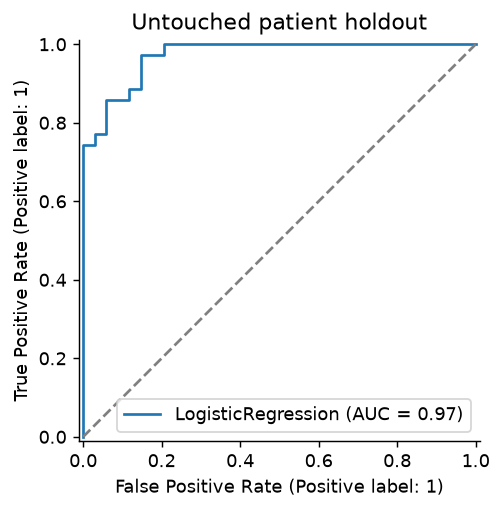 Untouched patient holdout
True Positive Rate (Positive label: 1)
1.0
0.8
0.6
0.4
0.2
0.0
LogisticRegression (AUC = 0.97)
0.0 0.2 0.4 0.6 0.8 1.0
False Positive Rate (Positive label: 1)